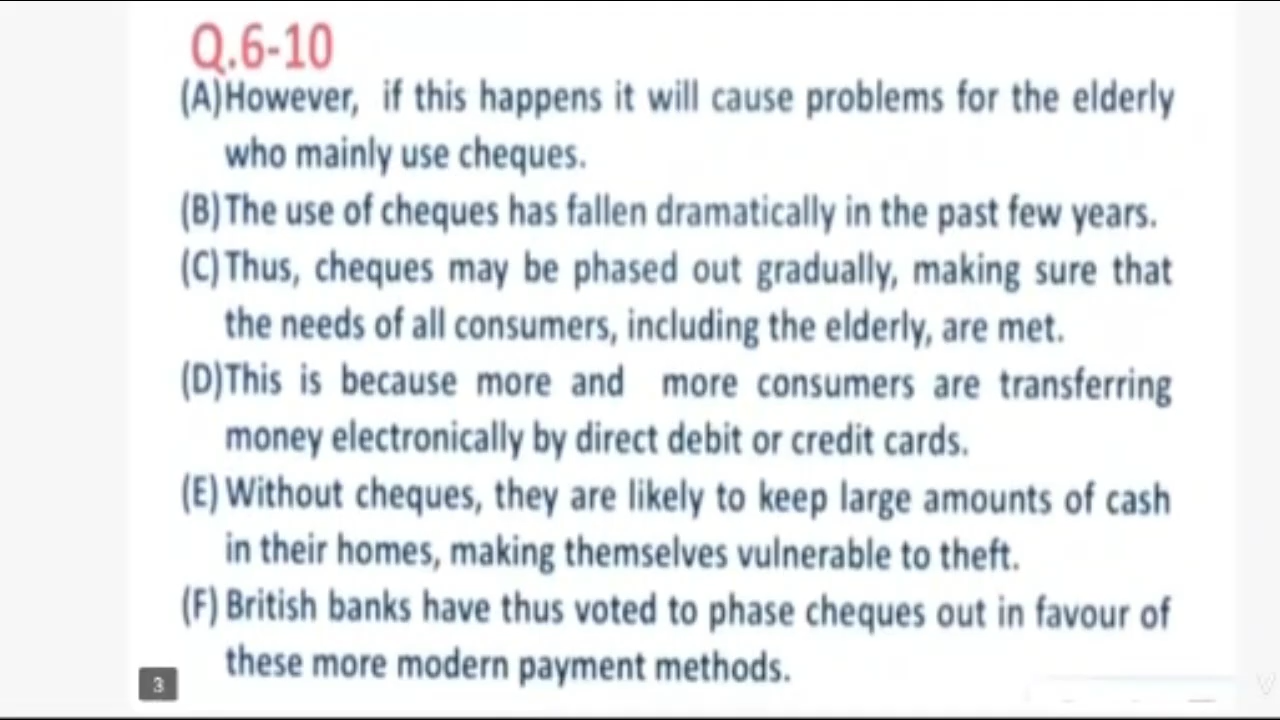 Q.6-10
(A)However, if this happens it will cause problems for the elderly
who mainly use cheques.
(B)The use of cheques has fallen dramatically in the past few years.
(C)Thus, cheques may be phased out gradually, making sure that
the needs of all consumers, including the elderly, are met.
(D)This is because more and more consumers are transferring
money electronically by direct debit or credit cards.
(E)Without cheques, they are likely to keep large amounts of cash
in their homes, making themselves vulnerable to theft.
(F)British banks have thus voted to phase cheques out in favour of
these more modern payment methods.
3